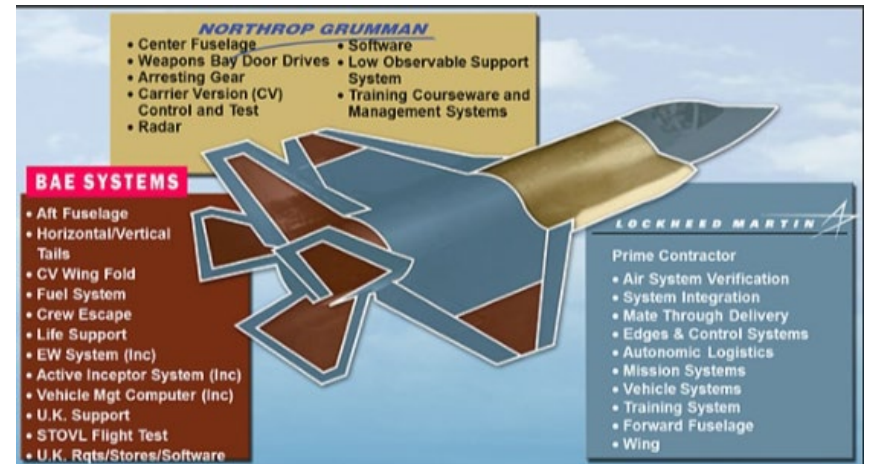 NORTHROP GRUMMAN
• Center Fuselage
• Weapons Bay Door Drives
• Arresting Gear
• Carrier Version (CV)
Control and Test
• Radar
• Software
• Low Observable Support
System
• Training Courseware and
Management Systems
BAE SYSTEMS
• Aft Fuselage
• Horizontal/Vertical
Tails
• CV Wing Fold
• Fuel System
• Crew Escape
• Life Support
• EW System (Inc)
• Active Inceptor System (Inc)
• Vehicle Mgt Computer (Inc)
• U.K. Support
• STOVL Flight Test
• U.K. Rqts/Stores/Software
LOCKHEED MARTIN
Prime Contractor
• Air System Verification
• System Integration
• Mate Through Delivery
• Edges & Control Systems
• Autonomic Logistics
• Mission Systems
• Vehicle Systems
• Training System
• Forward Fuselage
• Wing